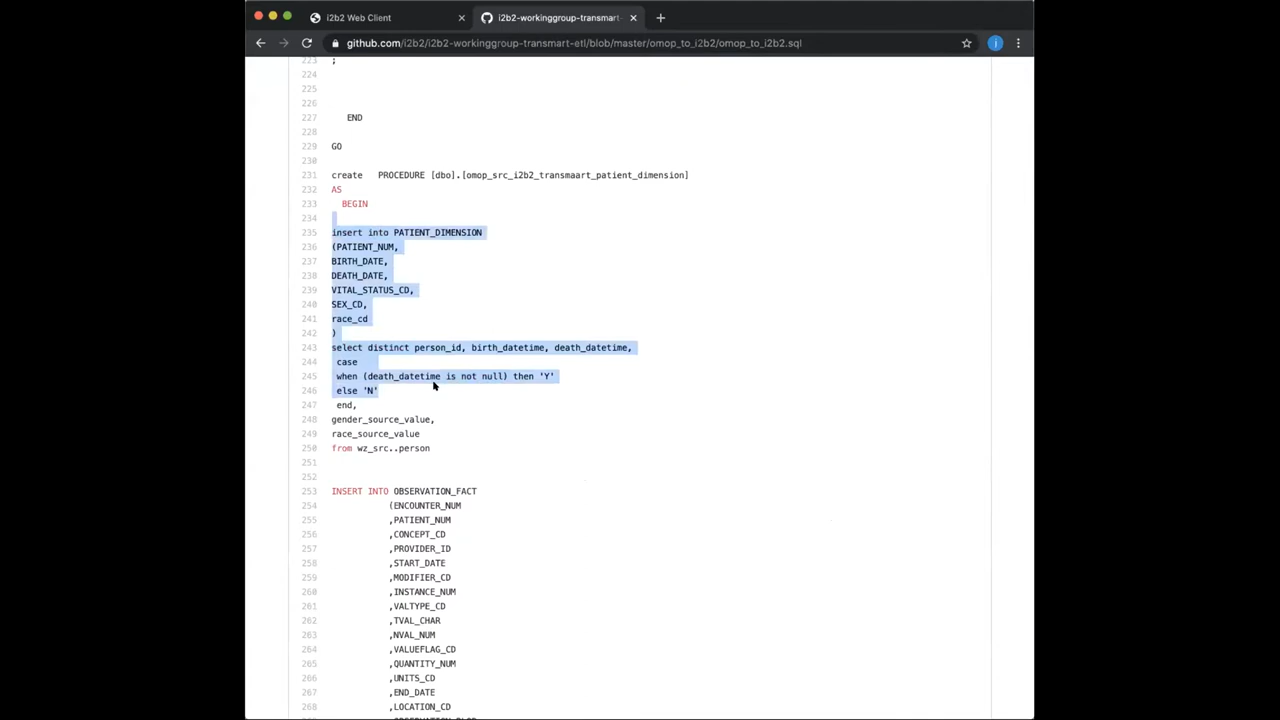 i2b2 Web Client
i2b2-workinggroup-transmart-
github.com/i2b2/i2b2-workinggroup-transmart-etl/blob/master/omop_to_i2b2/omop_to_i2b2.sql
i
223 ;
224
225
226
227 END
228
229 GO
230
231 create PROCEDURE [dbo].[omop_src_i2b2_transmaart_patient_dimension]
232 AS
233 BEGIN
234
235 insert into PATIENT_DIMENSION
236 (PATIENT_NUM,
237 BIRTH_DATE,
238 DEATH_DATE,
239 VITAL_STATUS_CD,
240 SEX_CD,
241 race_cd
242 )
243 select distinct person_id, birth_datetime, death_datetime,
244 case
245 when (death_datetime is not null) then 'Y'
246 else 'N'
247 end,
248 gender_source_value,
249 race_source_value
250 from wz_src..person
251
252
253 INSERT INTO OBSERVATION_FACT
254 (ENCOUNTER_NUM
255 ,PATIENT_NUM
256 ,CONCEPT_CD
257 ,PROVIDER_ID
258 ,START_DATE
259 ,MODIFIER_CD
260 ,INSTANCE_NUM
261 ,VALTYPE_CD
262 ,TVAL_CHAR
263 ,NVAL_NUM
264 ,VALUEFLAG_CD
265 ,QUANTITY_NUM
266 ,UNITS_CD
267 ,END_DATE
268 ,LOCATION_CD